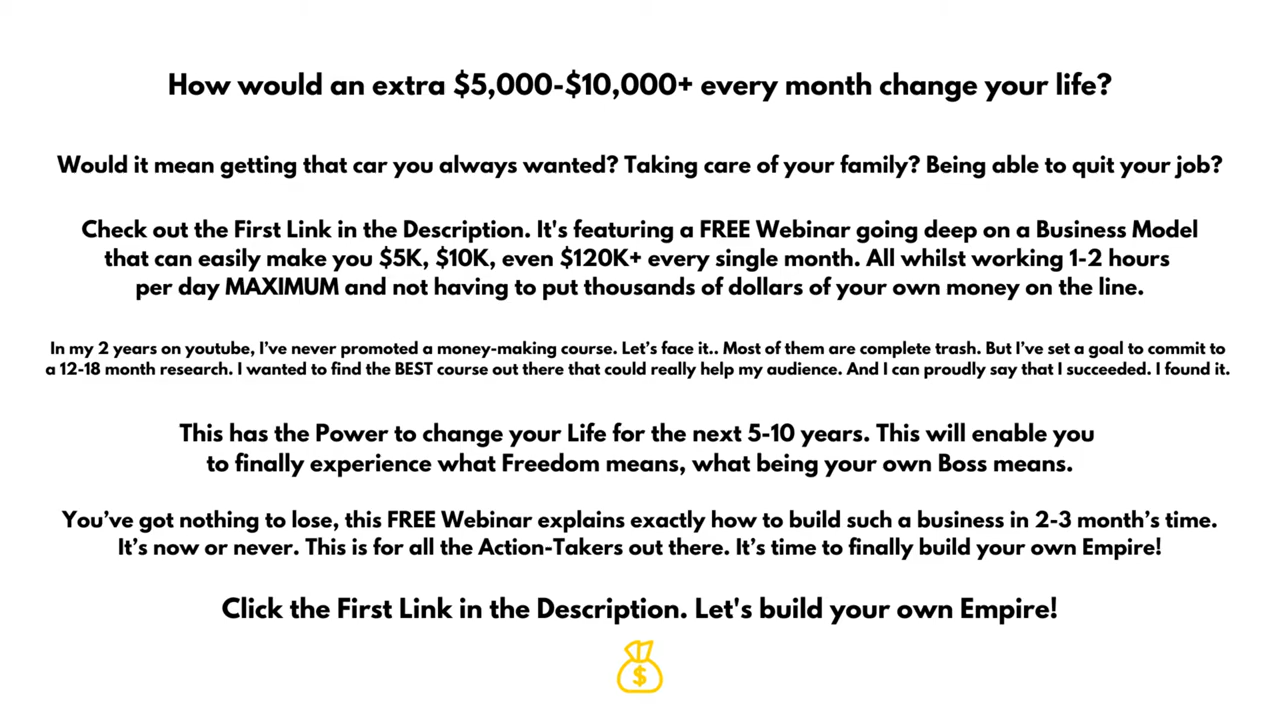 How would an extra $5,000-$10,000+ every month change your life?
Would it mean getting that car you always wanted? Taking care of your family? Being able to quit your job?
Check out the First Link in the Description. It's featuring a FREE Webinar going deep on a Business Model
that can easily make you $5K, $10K, even $120K+ every single month. All whilst working 1-2 hours
per day MAXIMUM and not having to put thousands of dollars of your own money on the line.
In my 2 years on youtube, I’ve never promoted a money-making course. Let’s face it.. Most of them are complete trash. But I’ve set a goal to commit to
a 12-18 month research. I wanted to find the BEST course out there that could really help my audience. And I can proudly say that I succeeded. I found it.
This has the Power to change your Life for the next 5-10 years. This will enable you
to finally experience what Freedom means, what being your own Boss means.
You’ve got nothing to lose, this FREE Webinar explains exactly how to build such a business in 2-3 month’s time.
It’s now or never. This is for all the Action-Takers out there. It’s time to finally build your own Empire!
Click the First Link in the Description. Let's build your own Empire!
$